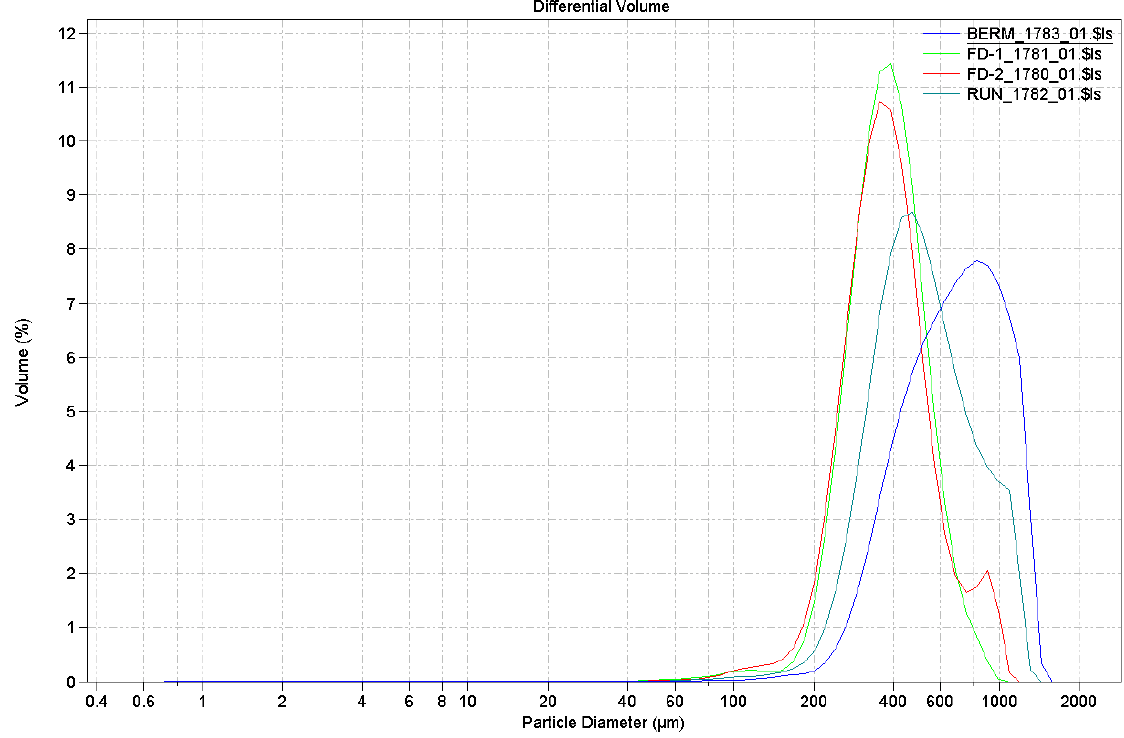 Differential Volume
BERM_1783_01.$ls
FD-1_1781_01.$ls
FD-2_1780_01.$ls
RUN_1782_01.$ls
12
11
10
9
8
7
6
5
4
3
2
1
0
Volume (%)
0.4 0.6 1 2 4 6 8 10 20 40 60 100 200 400 600 1000 2000
Particle Diameter (µm)